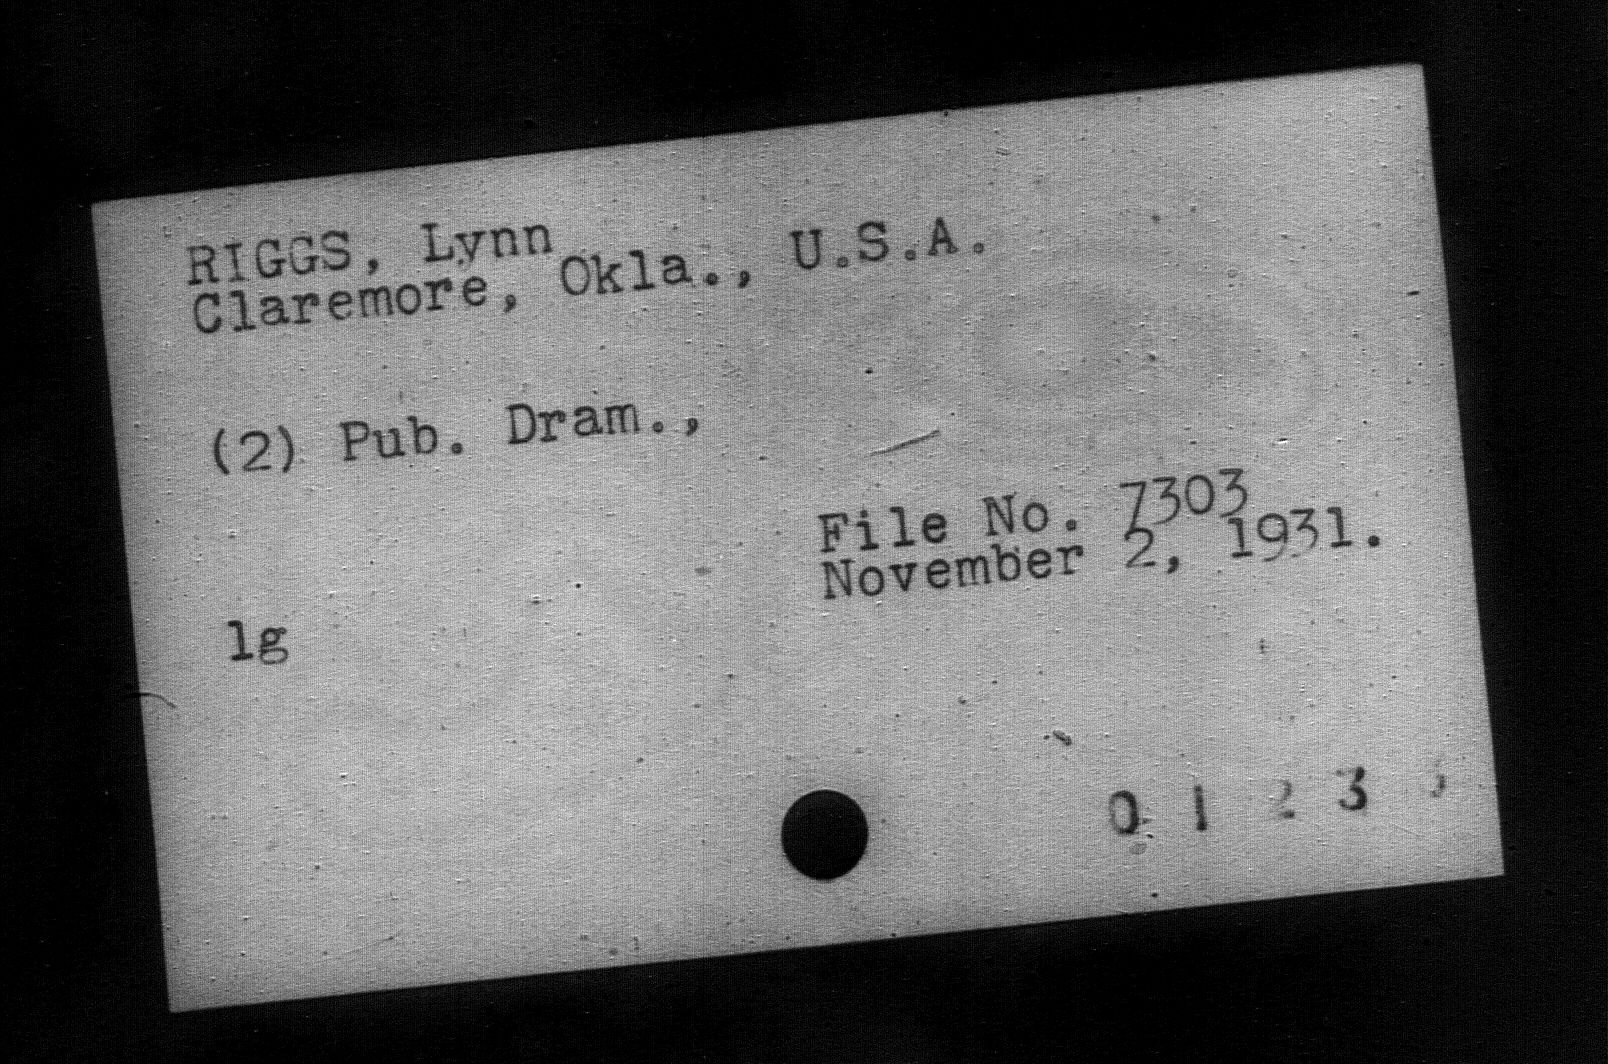 RIGGS, Lynn
Claremore, Okla., U.S.A.
(2) Pub. Dram.,
File No. 7303
November 2, 1931.
lg
0 1 2 3